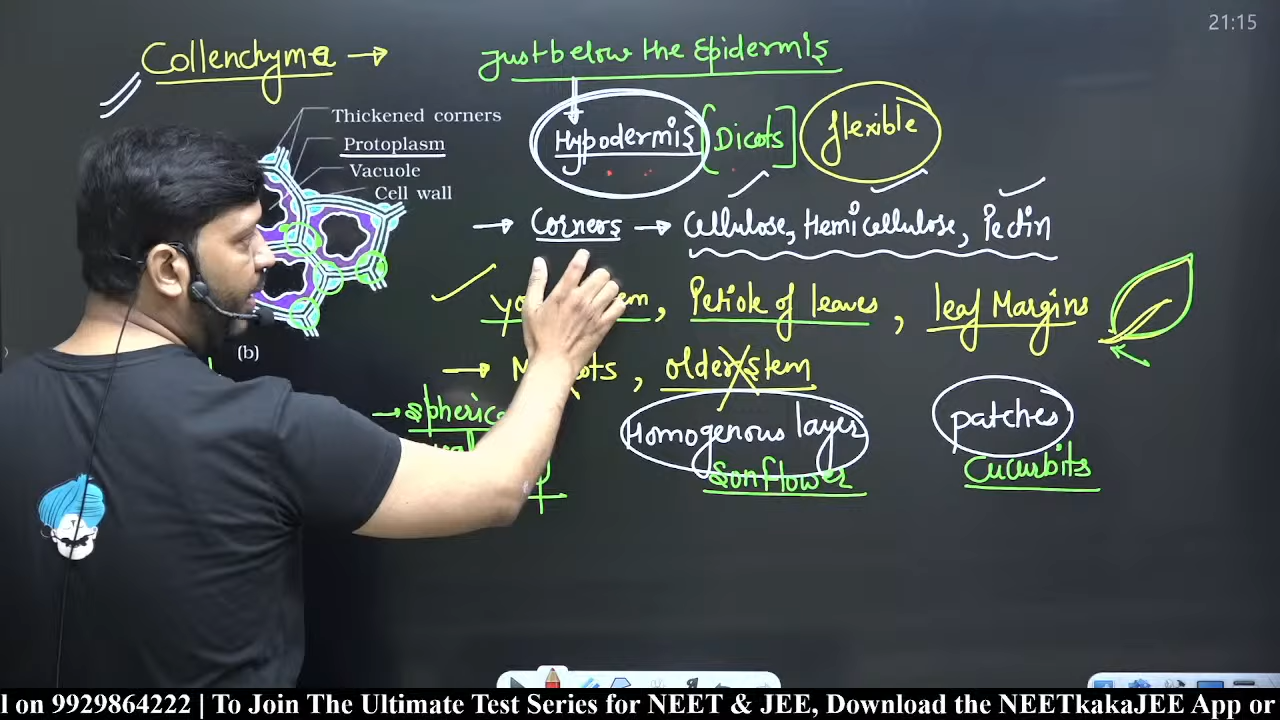 21:15
Collenchyma → Just below the Epidermis
Thickened corners
Protoplasm
Vacuole
Cell wall
(b)
Hypodermis [Dicots] flexible
→ Corners → Cellulose, Hemicellulose, Pectin
Petiole of leaves, leaf Margins
→ , older stem
→ 
Homogenous layer patches
Sonflower Cucurbits
l on 9929864222 | To Join The Ultimate Test Series for NEET & JEE, Download the NEETkakaJEE App or